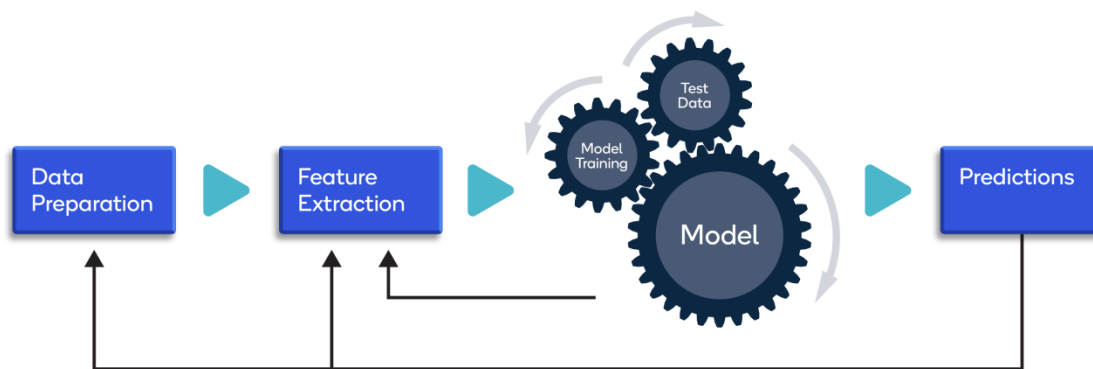 Data
Preparation
Feature
Extraction
Model
Training
Test
Data
Model
Predictions